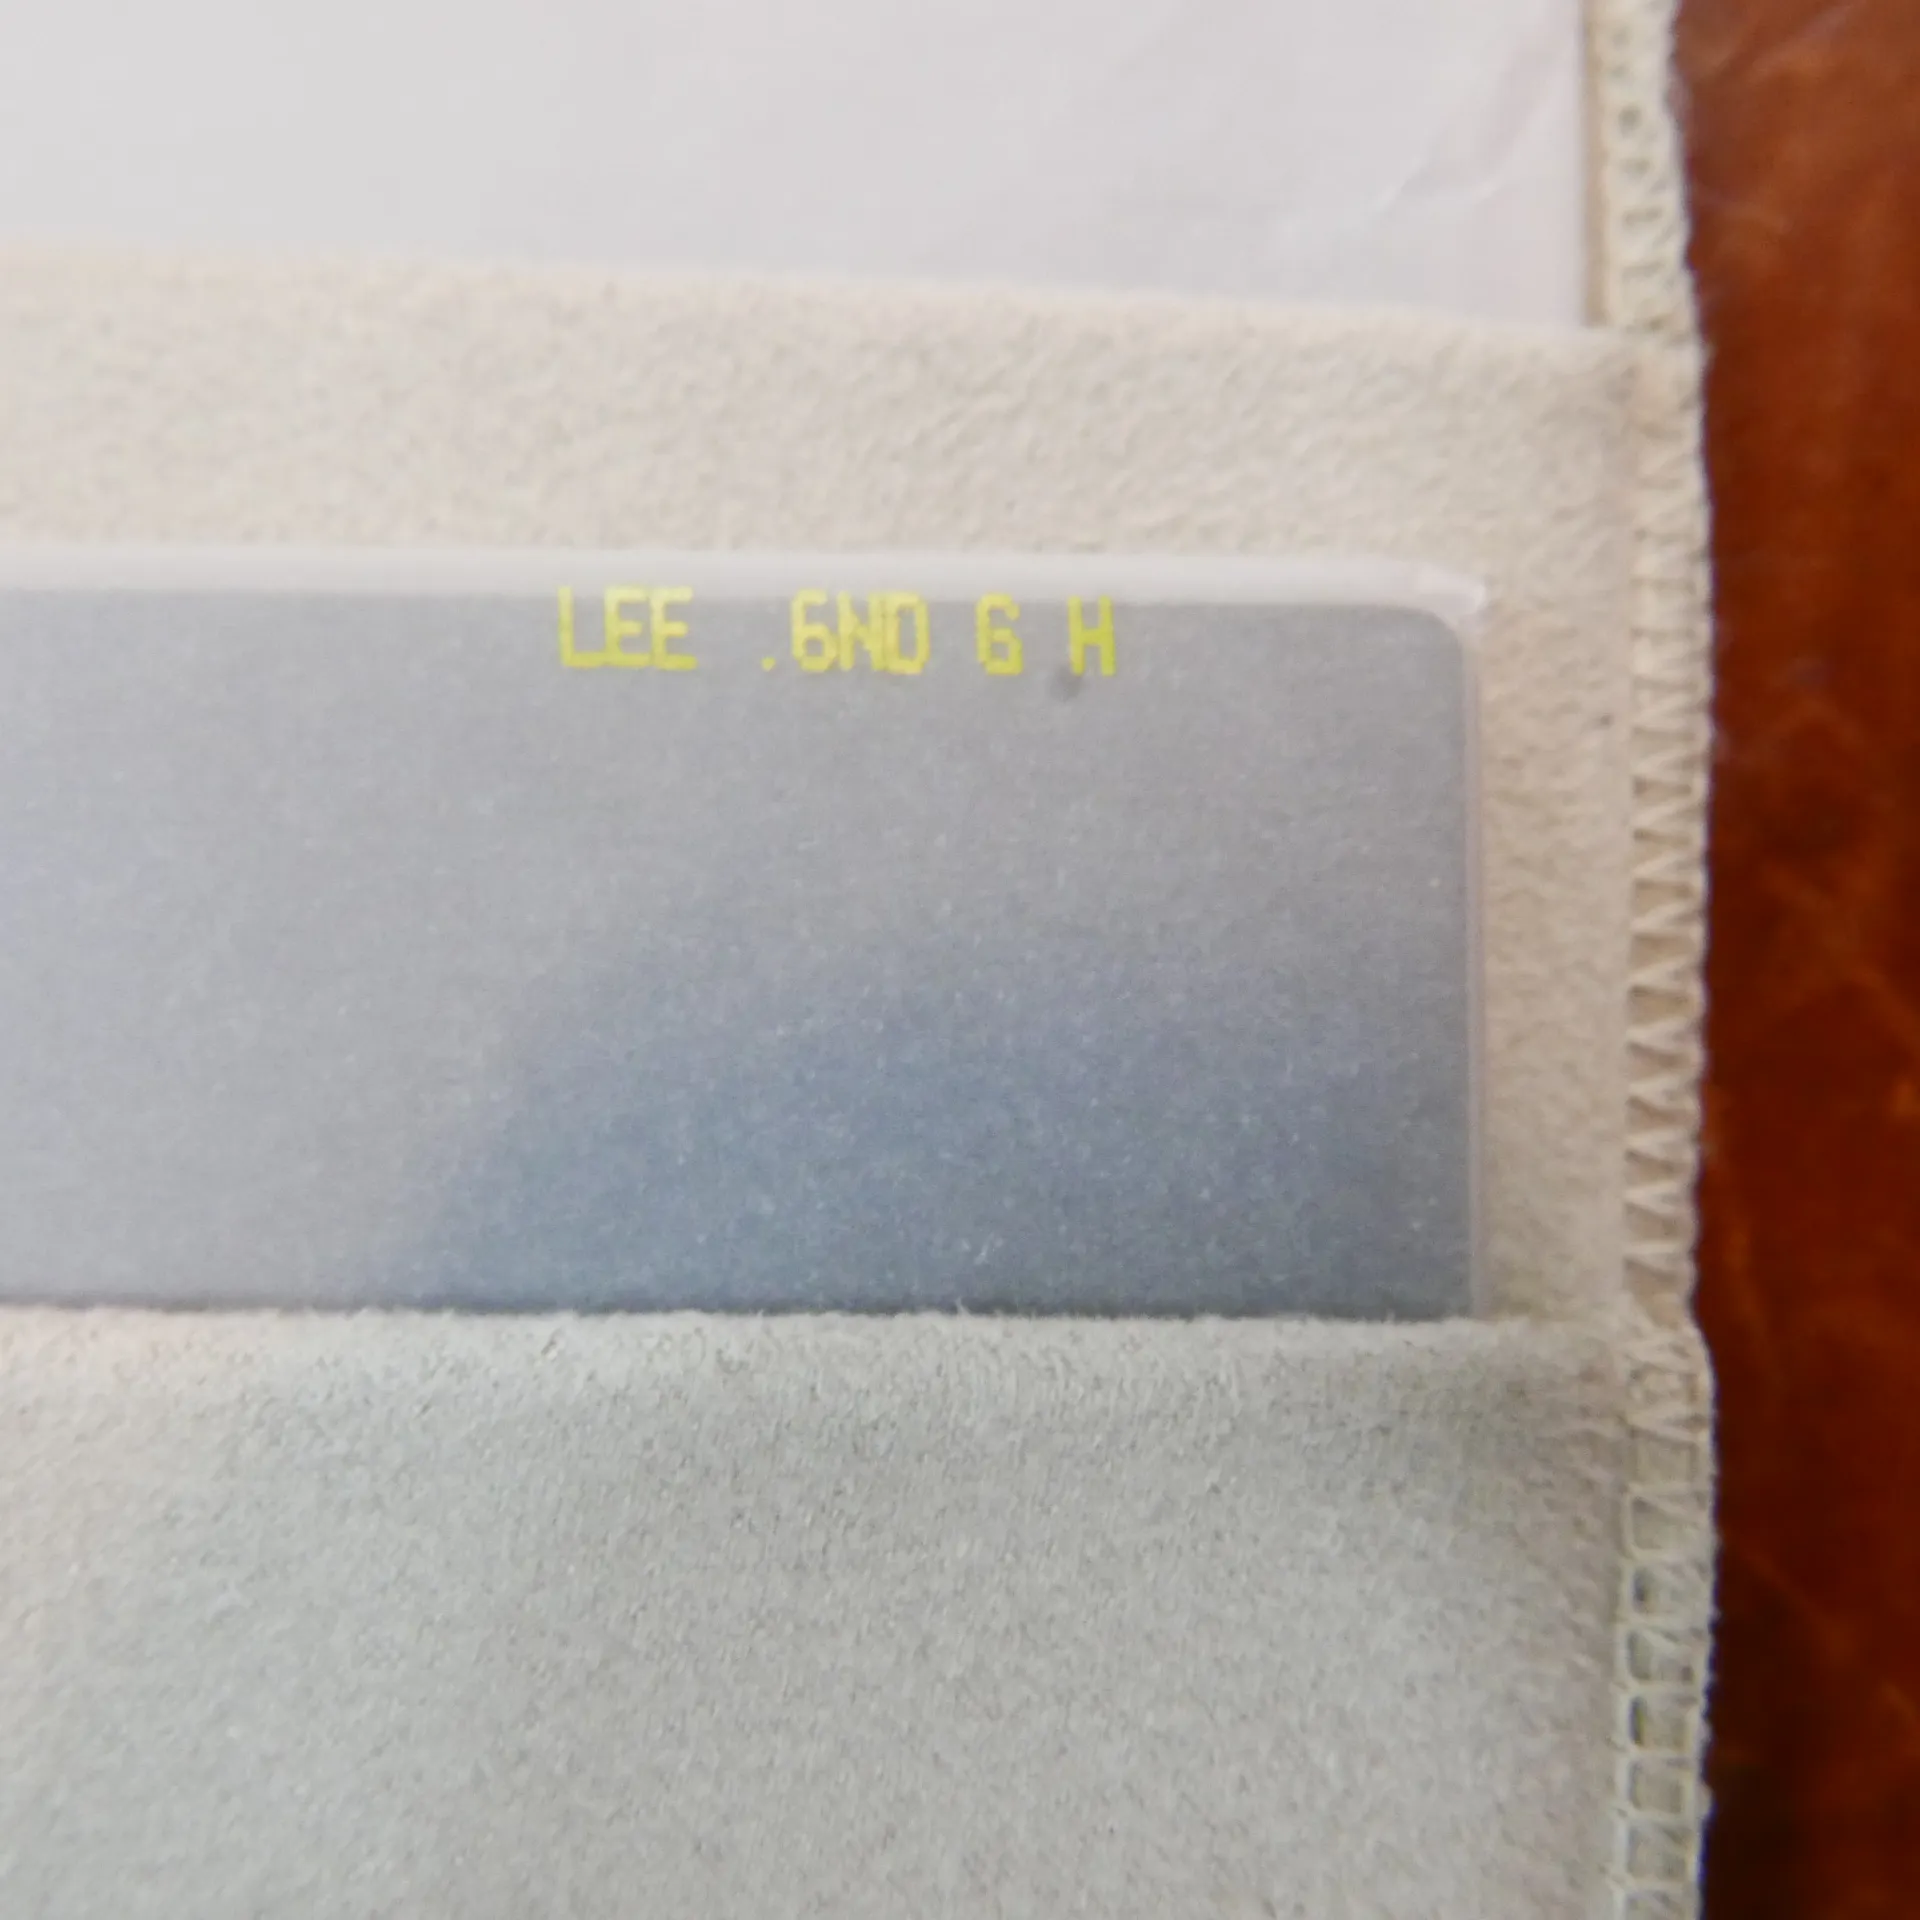 LEE .6ND G H